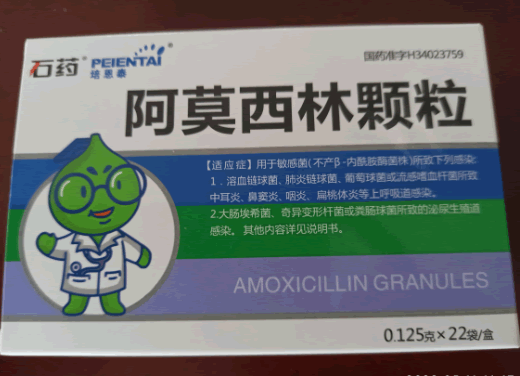 石药® PEIENTAI®
培恩泰
国药准字H34023759
阿莫西林颗粒
【适应症】用于敏感菌(不产β-内酰胺酶菌株)所致下列感染:
1．溶血链球菌、肺炎链球菌、葡萄球菌或流感嗜血杆菌所致
中耳炎、鼻窦炎、咽炎、扁桃体炎等上呼吸道感染。
2.大肠埃希菌、奇异变形杆菌或粪肠球菌所致的泌尿生殖道
感染。其他内容详见说明书。
AMOXICILLIN GRANULES
0.125克×22袋/盒